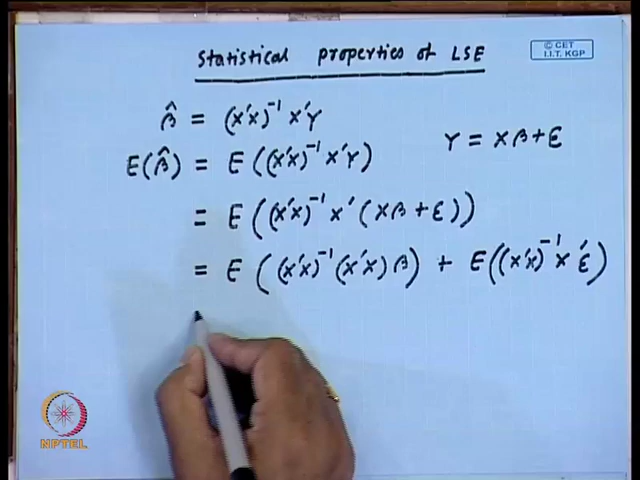 Statistical properties of LSE
© CET
I.I.T. KGP
β̂ = (x'x)⁻¹ x'Y
Y = Xβ + ε
E(β̂) = E((x'x)⁻¹ x'Y)
= E((x'x)⁻¹ x' (xβ + ε))
= E((x'x)⁻¹ (x'x) β) + E((x'x)⁻¹ x' ε)
NPTEL